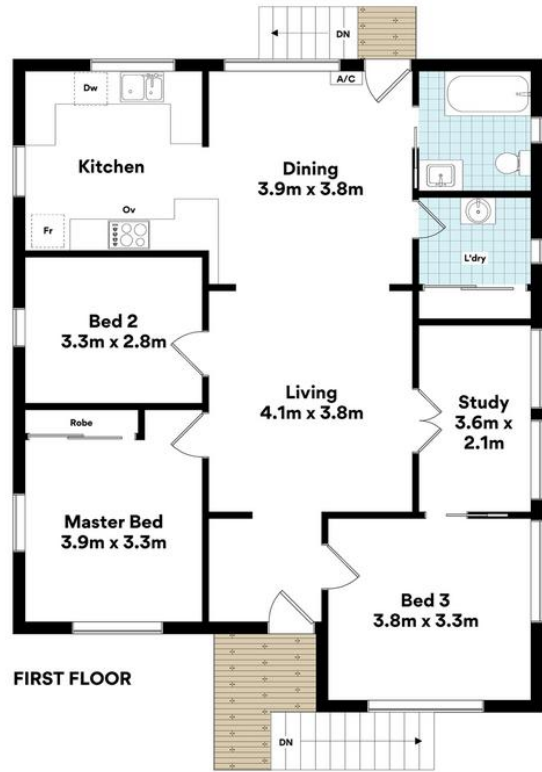 DN
A/C
Dw
Kitchen
Dining
3.9m x 3.8m
Ov
Fr
L'dry
Bed 2
3.3m x 2.8m
Living
4.1m x 3.8m
Study
3.6m x
2.1m
Robe
Master Bed
3.9m x 3.3m
Bed 3
3.8m x 3.3m
FIRST FLOOR
DN